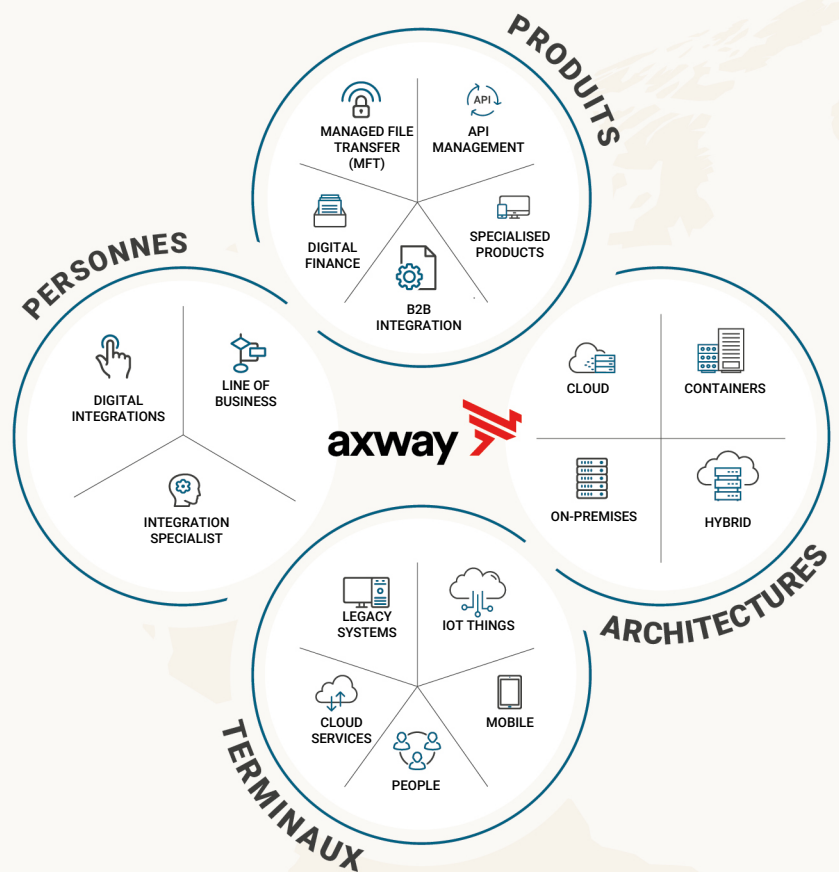 PRODUITS
MANAGED FILE
TRANSFER
(MFT)
API
API
MANAGEMENT
DIGITAL
FINANCE
SPECIALISED
PRODUCTS
B2B
INTEGRATION
PERSONNES
DIGITAL
INTEGRATIONS
LINE OF
BUSINESS
INTEGRATION
SPECIALIST
axway
CLOUD
CONTAINERS
ON-PREMISES
HYBRID
ARCHITECTURES
LEGACY
SYSTEMS
IOT THINGS
CLOUD
SERVICES
MOBILE
PEOPLE
TERMINAUX